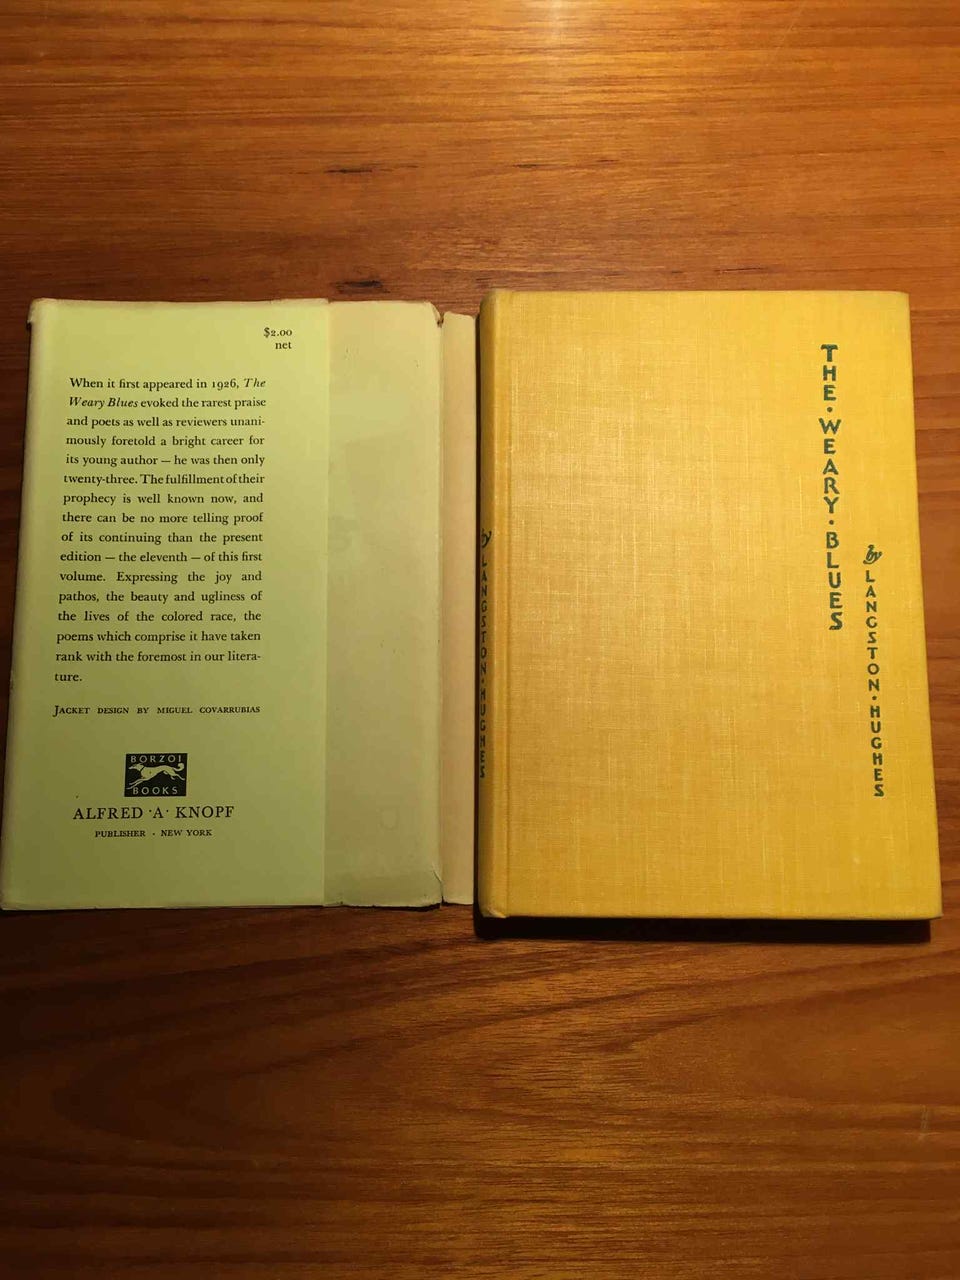 $2.00
net
When it first appeared in 1926, The
Weary Blues evoked the rarest praise
and poets as well as reviewers unani-
mously foretold a bright career for
its young author — he was then only
twenty-three. The fulfillment of their
prophecy is well known now, and
there can be no more telling proof
of its continuing than the present
edition — the eleventh — of this first
volume. Expressing the joy and
pathos, the beauty and ugliness of
the lives of the colored race, the
poems which comprise it have taken
rank with the foremost in our litera-
ture.
JACKET DESIGN BY MIGUEL COVARRUBIAS
BORZOI
BOOKS
ALFRED · A · KNOPF
PUBLISHER · NEW YORK
by LANGSTON · HUGHES
THE · WEARY · BLUES
by LANGSTON · HUGHES